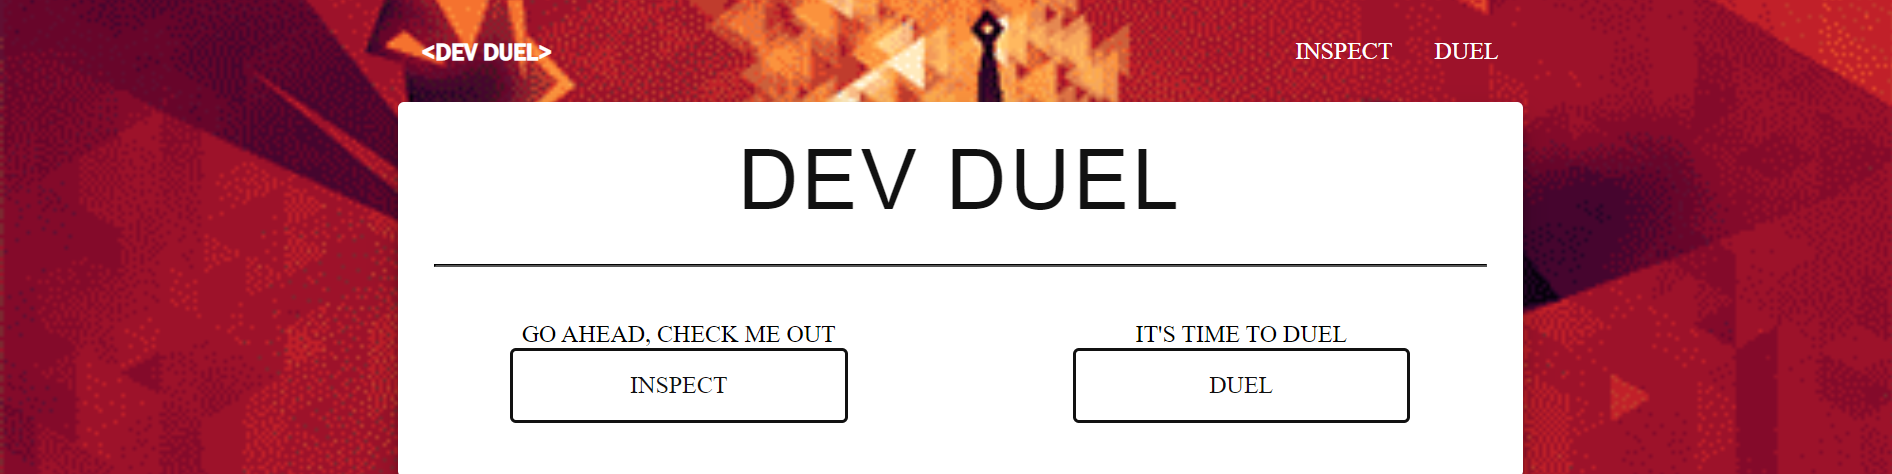 <DEV DUEL>
INSPECT DUEL
DEV DUEL
GO AHEAD, CHECK ME OUT
INSPECT
IT'S TIME TO DUEL
DUEL